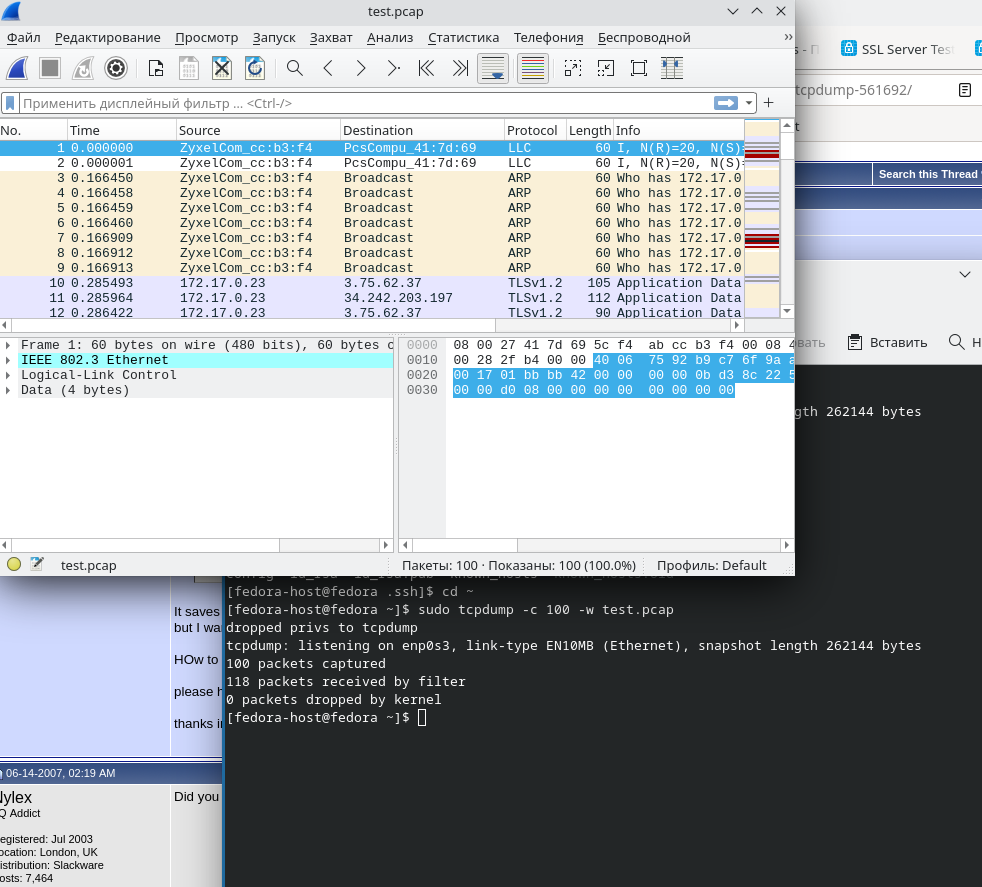 test.pcap
Файл Редактирование Просмотр Запуск Захват Анализ Статистика Телефония Беспроводной »
SSL Server Tes
Применить дисплейный фильтр ... <Ctrl-/>
tcpdump-561692/
No. Time Source Destination Protocol Length Info
1 0.000000 ZyxelCom_cc:b3:f4 PcsCompu_41:7d:69 LLC 60 I, N(R)=20, N(S)
2 0.000001 ZyxelCom_cc:b3:f4 PcsCompu_41:7d:69 LLC 60 I, N(R)=20, N(S)
3 0.166450 ZyxelCom_cc:b3:f4 Broadcast ARP 60 Who has 172.17.0
4 0.166458 ZyxelCom_cc:b3:f4 Broadcast ARP 60 Who has 172.17.0
5 0.166459 ZyxelCom_cc:b3:f4 Broadcast ARP 60 Who has 172.17.0
6 0.166460 ZyxelCom_cc:b3:f4 Broadcast ARP 60 Who has 172.17.0
7 0.166909 ZyxelCom_cc:b3:f4 Broadcast ARP 60 Who has 172.17.0
8 0.166912 ZyxelCom_cc:b3:f4 Broadcast ARP 60 Who has 172.17.0
9 0.166913 ZyxelCom_cc:b3:f4 Broadcast ARP 60 Who has 172.17.0
10 0.285493 172.17.0.23 3.75.62.37 TLSv1.2 105 Application Data
11 0.285964 172.17.0.23 34.242.203.197 TLSv1.2 112 Application Data
12 0.286422 172.17.0.23 3.75.62.37 TLSv1.2 90 Application Data
Search this Thread
Frame 1: 60 bytes on wire (480 bits), 60 bytes c
IEEE 802.3 Ethernet
Logical-Link Control
Data (4 bytes)
0000 08 00 27 41 7d 69 5c f4 ab cc b3 f4 00 08 4
0010 00 28 2f b4 00 00 40 06 75 92 b9 c7 6f 9a a
0020 00 17 01 bb bb 42 00 00 00 00 0b d3 8c 22 5
0030 00 00 d0 08 00 00 00 00 00 00 00 00
вать Вставить Н
gth 262144 bytes
test.pcap Пакеты: 100 · Показаны: 100 (100.0%) Профиль: Default
[fedora-host@fedora .ssh]$ cd ~
[fedora-host@fedora ~]$ sudo tcpdump -c 100 -w test.pcap
dropped privs to tcpdump
tcpdump: listening on enp0s3, link-type EN10MB (Ethernet), snapshot length 262144 bytes
100 packets captured
118 packets received by filter
0 packets dropped by kernel
[fedora-host@fedora ~]$
It saves
but I wa
HOw to
please h
thanks i
06-14-2007, 02:19 AM
Nylex
Q Addict
egistered: Jul 2003
ocation: London, UK
istribution: Slackware
osts: 7,464
Did you